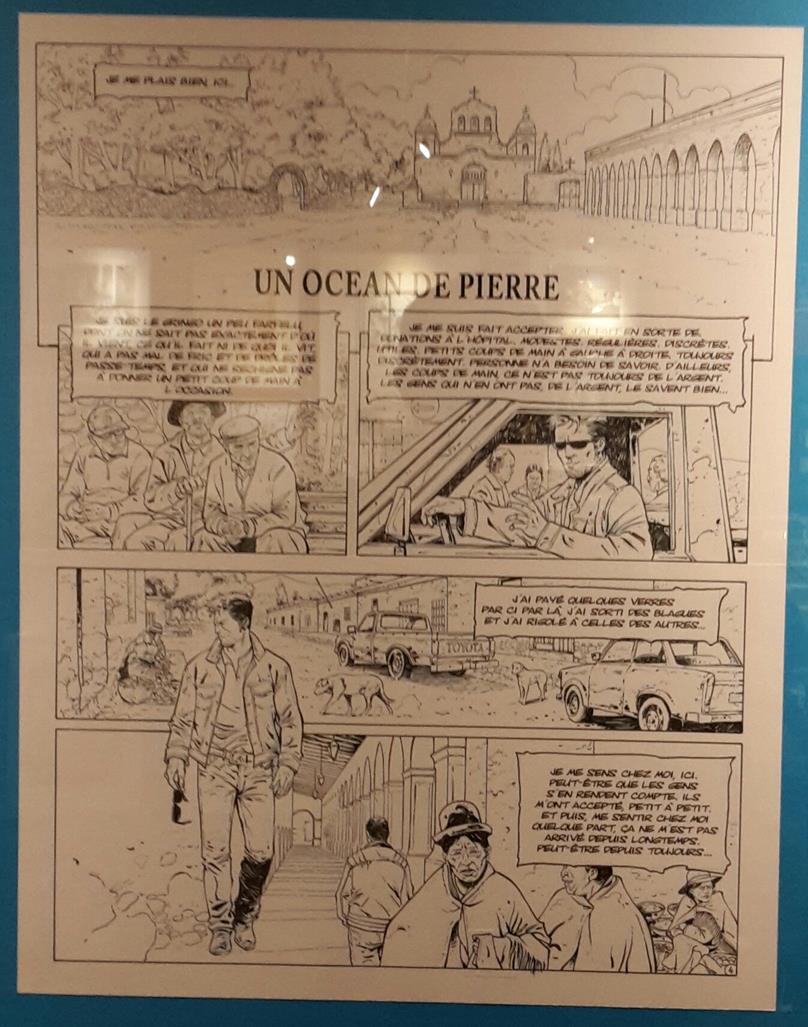 JE ME PLAIS BIEN, ICI...
UN OCEAN DE PIERRE
JE SUIS LE GRINGO UN PEU FARFELU,
DONT ON NE SAIT PAS EXACTEMENT D'OÙ
IL VIENT, CE QU'IL FAIT NI DE QUOI IL VIT,
QUI A PAS MAL DE FRIC ET DE DRÔLES DE
PASSE-TEMPS, ET QUI NE RECHIGNE PAS
À DONNER UN PETIT COUP DE MAIN À
L'OCCASION.
JE ME SUIS FAIT ACCEPTER. J'AI FAIT EN SORTE DE.
DONATIONS À L'HÔPITAL. MODESTES. RÉGULIÈRES. DISCRÈTES.
UTILES. PETITS COUPS DE MAIN À GAUCHE À DROITE, TOUJOURS
DISCRÈTEMENT. PERSONNE N'A BESOIN DE SAVOIR. D'AILLEURS,
LES COUPS DE MAIN, CE N'EST PAS TOUJOURS DE L'ARGENT.
LES GENS QUI N'EN ONT PAS, DE L'ARGENT, LE SAVENT BIEN...
J'AI PAYÉ QUELQUES VERRES
PAR CI PAR LÀ, J'AI SORTI DES BLAGUES
ET J'AI RIGOLÉ À CELLES DES AUTRES...
TOYOTA
JE ME SENS CHEZ MOI, ICI.
PEUT-ÊTRE QUE LES GENS
S'EN RENDENT COMPTE. ILS
M'ONT ACCEPTÉ, PETIT À PETIT.
ET PUIS, ME SENTIR CHEZ MOI
QUELQUE PART, ÇA NE M'EST PAS
ARRIVÉ DEPUIS LONGTEMPS.
PEUT-ÊTRE DEPUIS TOUJOURS...
4